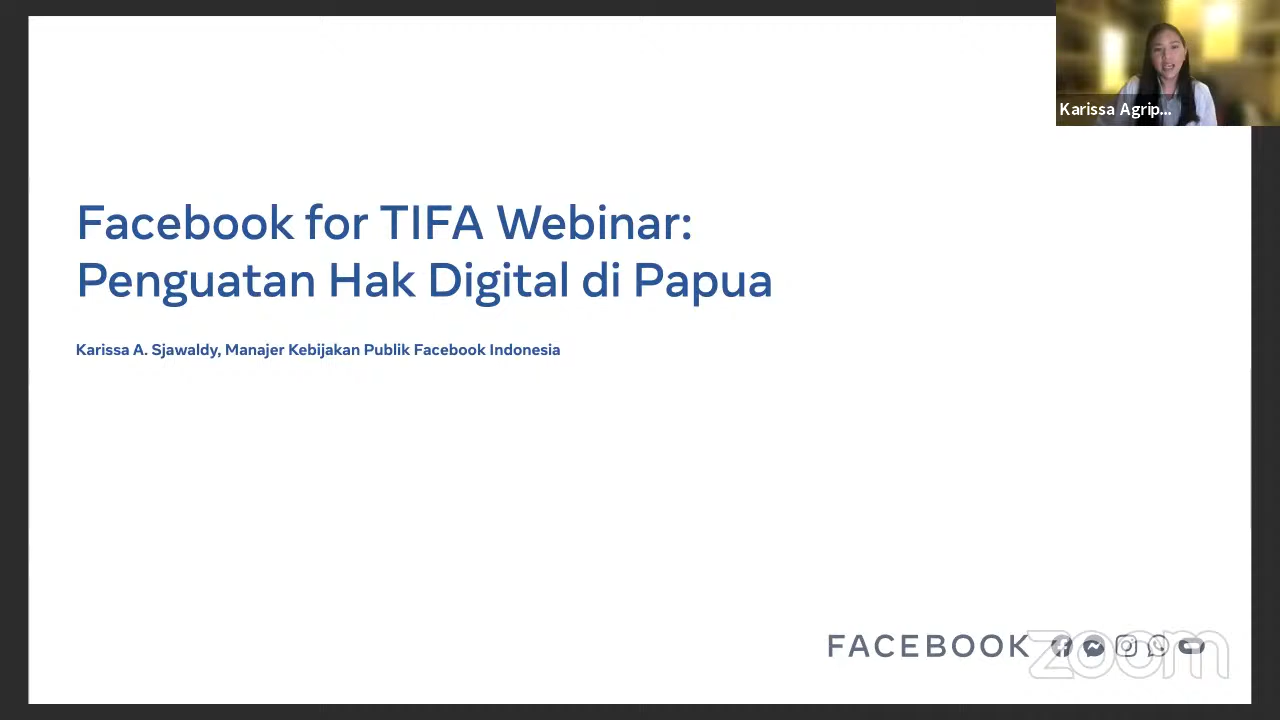 Karissa Agrip...
Facebook for TIFA Webinar:
Penguatan Hak Digital di Papua
Karissa A. Sjawaldy, Manajer Kebijakan Publik Facebook Indonesia
FACEBOOK
zoom